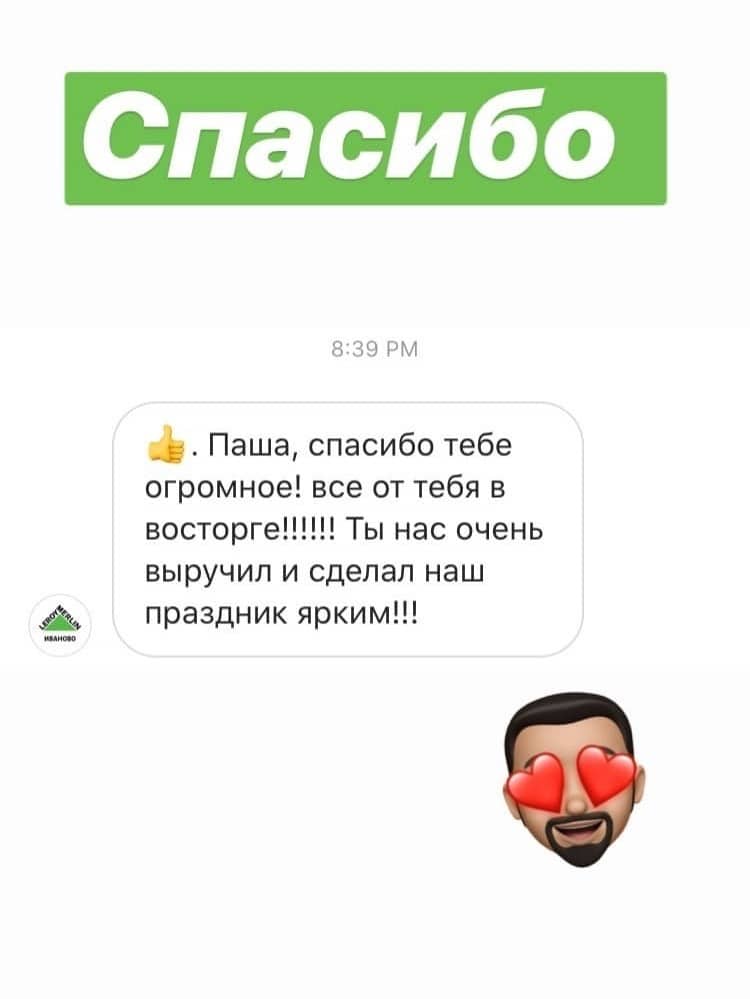 Спасибо
8:39 PM
👍. Паша, спасибо тебе
огромное! все от тебя в
восторге!!!!!! Ты нас очень
выручил и сделал наш
праздник ярким!!!
LEROY MERLIN
ИВАНОВО